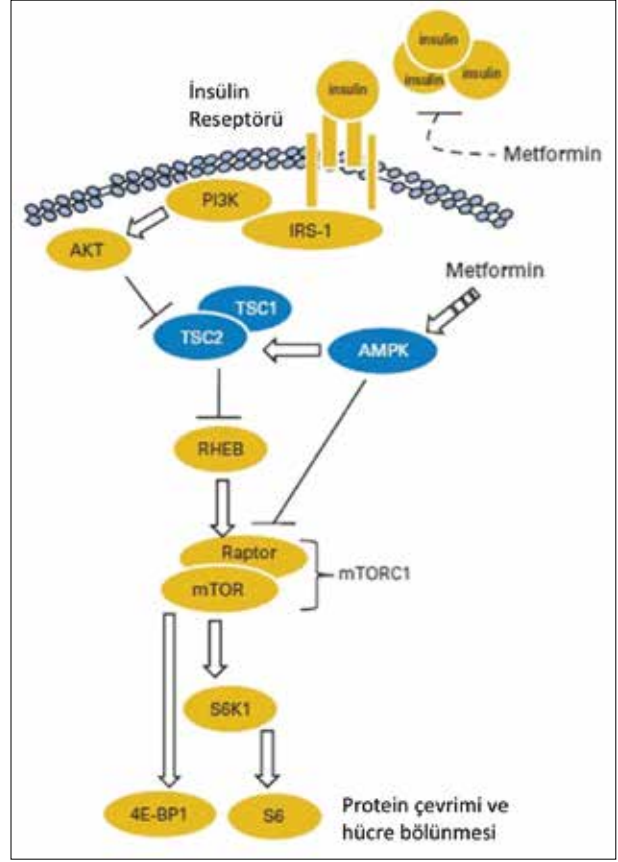 insulin
insulin
insulin
insulin
İnsülin
Reseptörü
Metformin
PI3K
IRS-1
AKT
Metformin
TSC1
TSC2
AMPK
RHEB
Raptor
mTOR
mTORC1
S6K1
4E-BP1
S6
Protein çevrimi ve
hücre bölünmesi